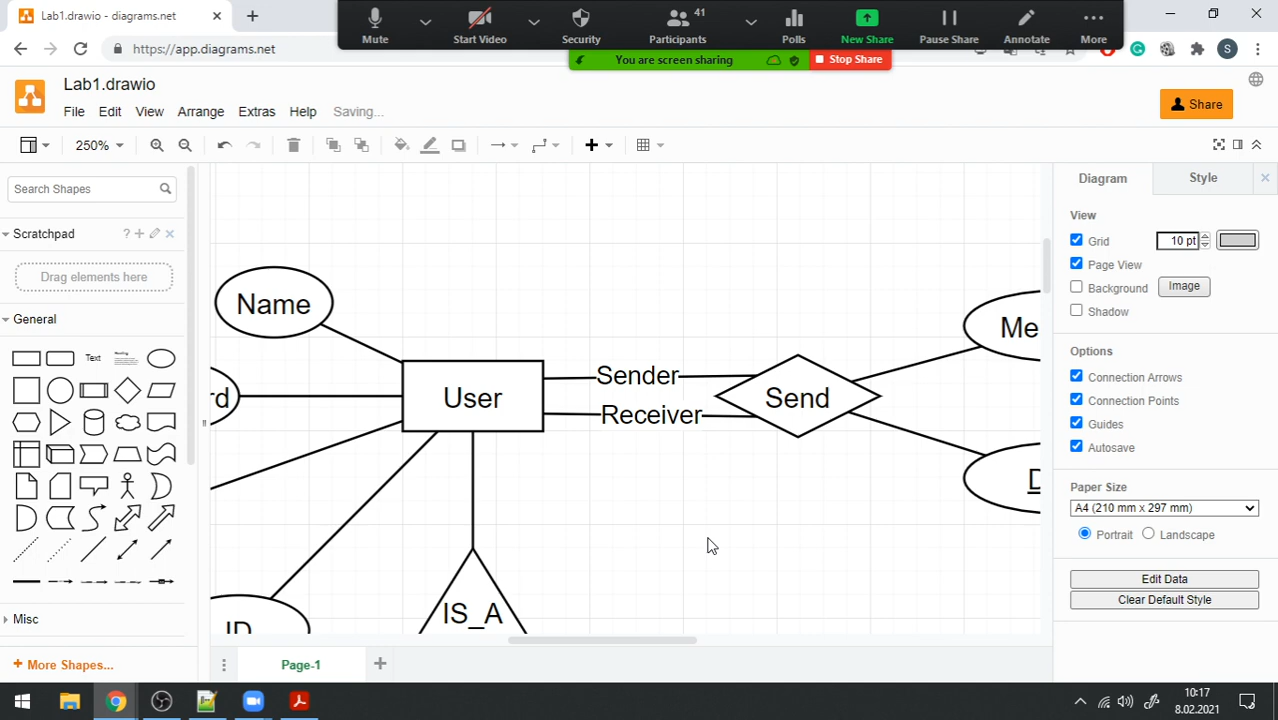 Lab1.drawio - diagrams.net
https://app.diagrams.net
Mute
Start Video
Security
41
Participants
Polls
New Share
Pause Share
Annotate
More
You are screen sharing
Stop Share
S
Lab1.drawio
File Edit View Arrange Extras Help Saving...
Share
250%
Search Shapes
Scratchpad
?
Drag elements here
General
Text
Heading
Misc
+ More Shapes...
Name
rd
User
Sender
Receiver
Send
Me
D
ID
IS_A
Page-1
Diagram
Style
View
Grid
10 pt
Page View
Background
Image
Shadow
Options
Connection Arrows
Connection Points
Guides
Autosave
Paper Size
A4 (210 mm x 297 mm)
Portrait
Landscape
Edit Data
Clear Default Style
10:17
8.02.2021